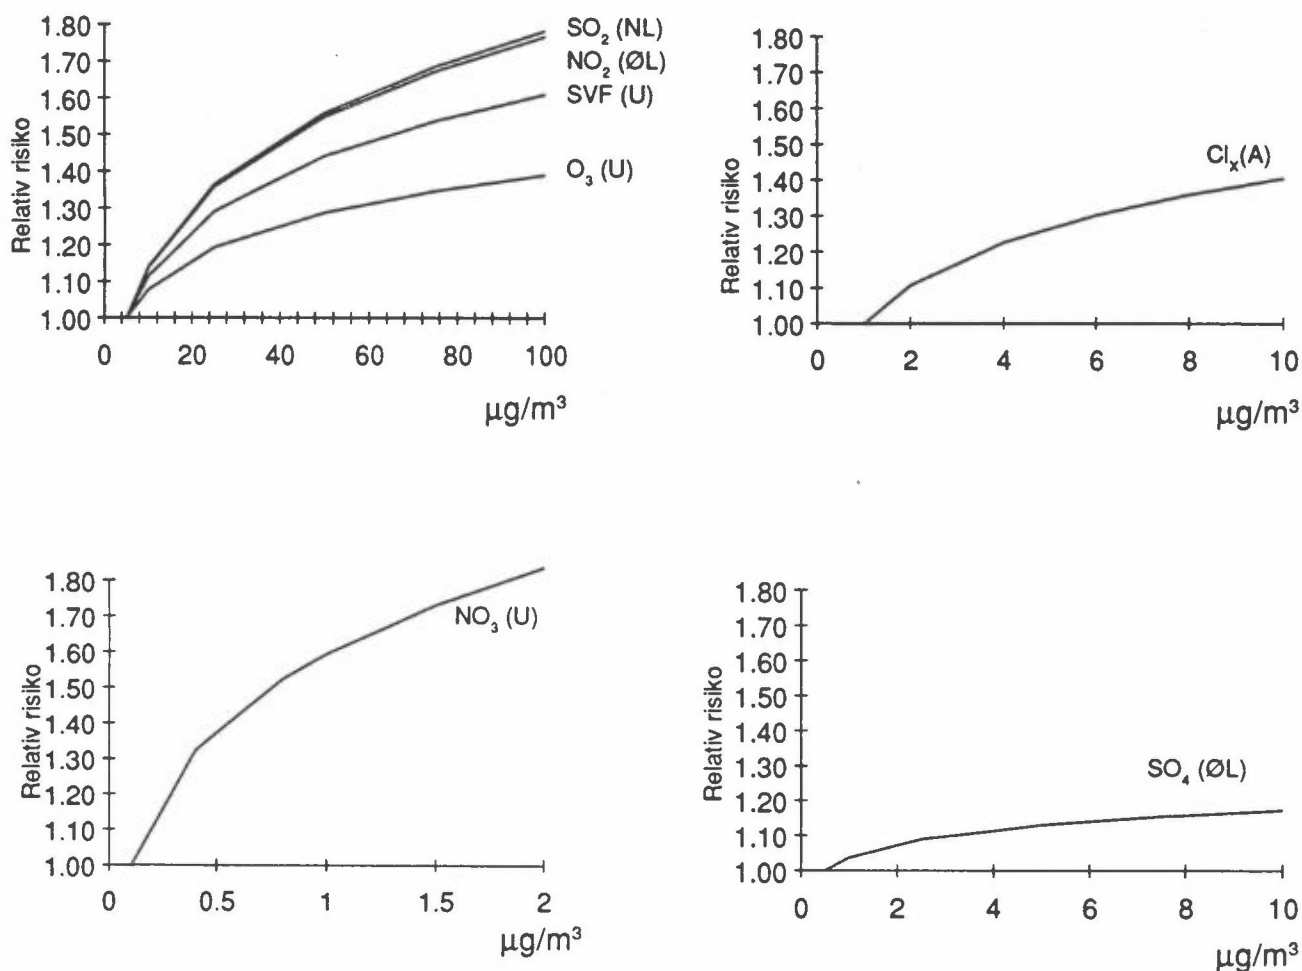 Relativ risiko
1.80
1.70
1.60
1.50
1.40
1.30
1.20
1.10
1.00
0 20 40 60 80 100
µg/m³
SO₂ (NL)
NO₂ (ØL)
SVF (U)
O₃ (U)
Relativ risiko
1.80
1.70
1.60
1.50
1.40
1.30
1.20
1.10
1.00
0 2 4 6 8 10
µg/m³
Clₓ(A)
Relativ risiko
1.80
1.70
1.60
1.50
1.40
1.30
1.20
1.10
1.00
0 0.5 1 1.5 2
µg/m³
NO₃ (U)
Relativ risiko
1.80
1.70
1.60
1.50
1.40
1.30
1.20
1.10
1.00
0 2 4 6 8 10
µg/m³
SO₄ (ØL)